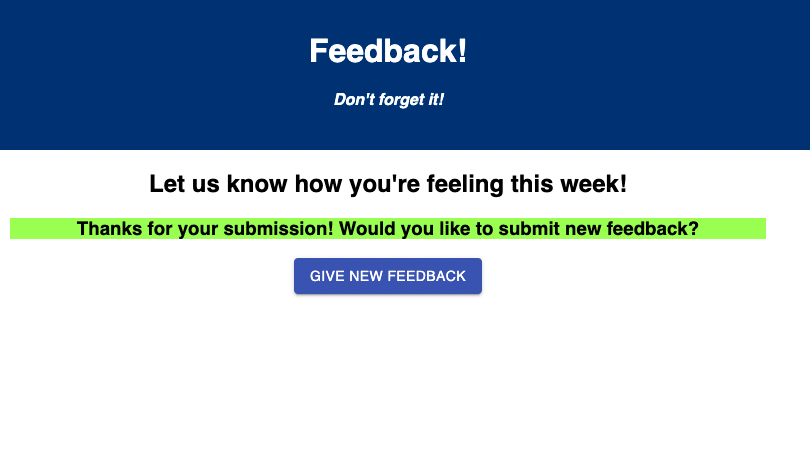 Feedback!
Don't forget it!
Let us know how you're feeling this week!
Thanks for your submission! Would you like to submit new feedback?
GIVE NEW FEEDBACK